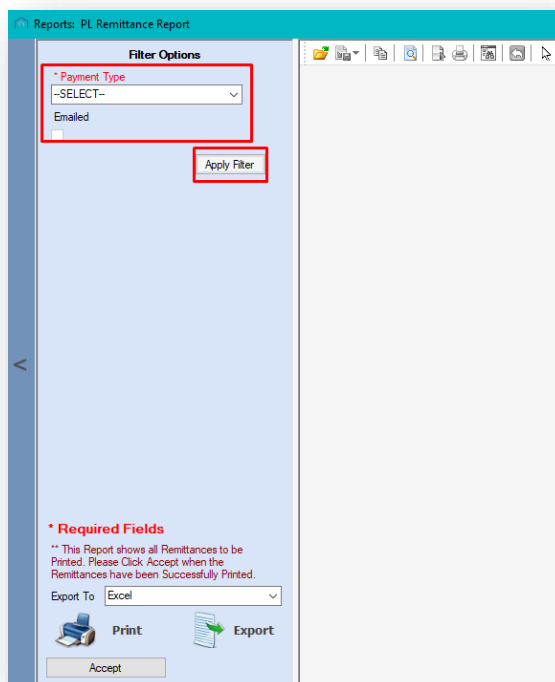 Reports: PL Remittance Report
Filter Options
* Payment Type
--SELECT--
Emailed
Apply Filter
<
* Required Fields
** This Report shows all Remittances to be
Printed. Please Click Accept when the
Remittances have been Successfully Printed.
Export To Excel
Print Export
Accept